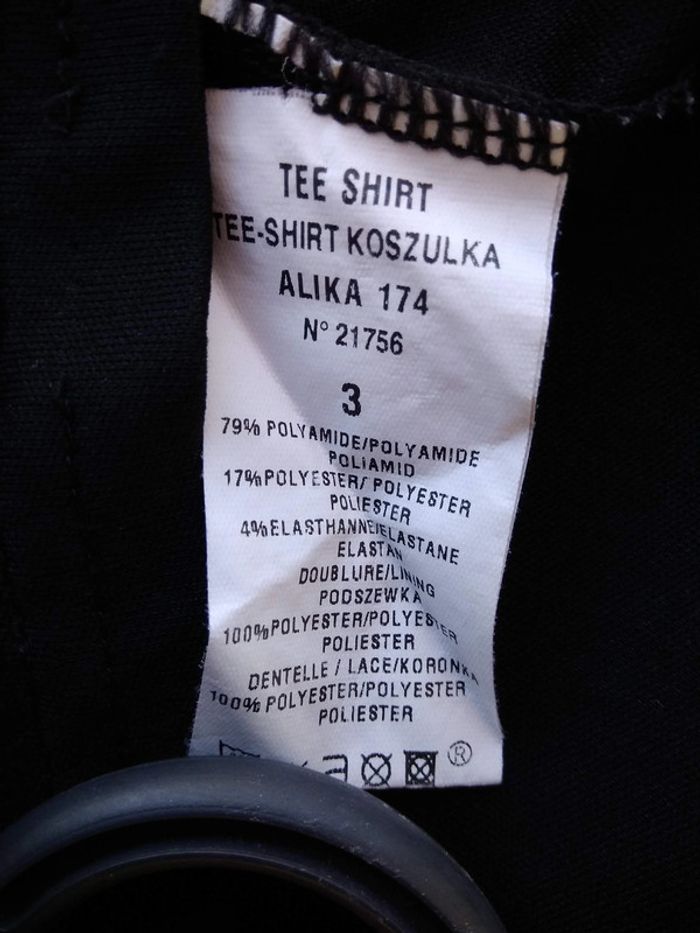 TEE SHIRT
TEE-SHIRT KOSZULKA
ALIKA 174
N° 21756
3
79% POLYAMIDE/POLYAMIDE
POLIAMID
17%POLYESTER/ POLYESTER
POLIESTER
4%ELASTHANNE/ELASTANE
ELASTAN
DOUBLURE/LINING
PODSZEWKA
100%POLYESTER/POLYESTER
POLIESTER
DENTELLE / LACE/KORONKA
100% POLYESTER/POLYESTER
POLIESTER
®